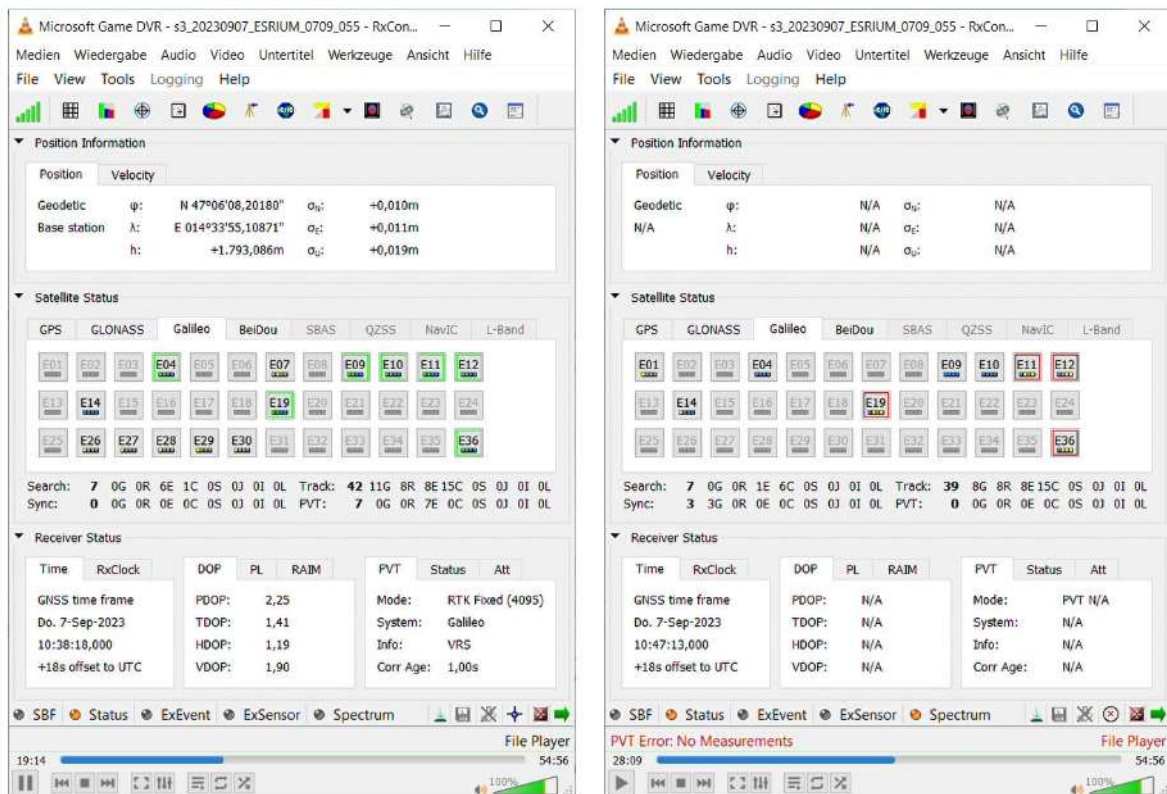 Microsoft Game DVR - s3_20230907_ESRIUM_0709_055 - RxCon...
Medien Wiedergabe Audio Video Untertitel Werkzeuge Ansicht Hilfe
File View Tools Logging Help
Position Information
Position Velocity
Geodetic φ: N 47º06'08,20180" σN: +0,010m
Base station λ: E 014º33'55,10871" σE: +0,011m
h: +1.793,086m σU: +0,019m
Satellite Status
GPS GLONASS Galileo BeiDou SBAS QZSS NavIC L-Band
E01 E02 E03 E04 E05 E06 E07 E08 E09 E10 E11 E12
E13 E14 E15 E16 E17 E18 E19 E20 E21 E22 E23 E24
E25 E26 E27 E28 E29 E30 E31 E32 E33 E34 E35 E36
Search: 7 0G 0R 6E 1C 0S 0J 0I 0L Track: 42 11G 8R 8E 15C 0S 0J 0I 0L
Sync: 0 0G 0R 0E 0C 0S 0J 0I 0L PVT: 7 0G 0R 7E 0C 0S 0J 0I 0L
Receiver Status
Time RxClock DOP PL RAIM PVT Status Att
GNSS time frame PDOP: 2,25 Mode: RTK Fixed (4095)
Do. 7-Sep-2023 TDOP: 1,41 System: Galileo
10:38:18,000 HDOP: 1,19 Info: VRS
+18s offset to UTC VDOP: 1,90 Corr Age: 1,00s
SBF Status ExEvent ExSensor Spectrum
File Player
19:14 54:56
100%
Microsoft Game DVR - s3_20230907_ESRIUM_0709_055 - RxCon...
Medien Wiedergabe Audio Video Untertitel Werkzeuge Ansicht Hilfe
File View Tools Logging Help
Position Information
Position Velocity
Geodetic φ: N/A σN: N/A
N/A λ: N/A σE: N/A
h: N/A σU: N/A
Satellite Status
GPS GLONASS Galileo BeiDou SBAS QZSS NavIC L-Band
E01 E02 E03 E04 E05 E06 E07 E08 E09 E10 E11 E12
E13 E14 E15 E16 E17 E18 E19 E20 E21 E22 E23 E24
E25 E26 E27 E28 E29 E30 E31 E32 E33 E34 E35 E36
Search: 7 0G 0R 1E 6C 0S 0J 0I 0L Track: 39 8G 8R 8E 15C 0S 0J 0I 0L
Sync: 3 3G 0R 0E 0C 0S 0J 0I 0L PVT: 0 0G 0R 0E 0C 0S 0J 0I 0L
Receiver Status
Time RxClock DOP PL RAIM PVT Status Att
GNSS time frame PDOP: N/A Mode: PVT N/A
Do. 7-Sep-2023 TDOP: N/A System: N/A
10:47:13,000 HDOP: N/A Info: N/A
+18s offset to UTC VDOP: N/A Corr Age: N/A
SBF Status ExEvent ExSensor Spectrum
PVT Error: No Measurements File Player
28:09 54:56
100%